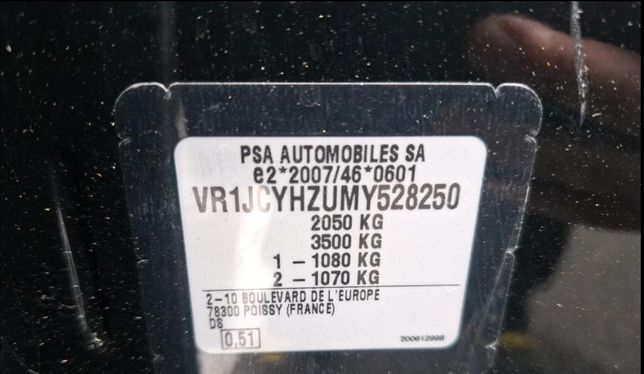 PSA AUTOMOBILES SA
e2*2007/46*0601
VR1JCYHZUMY528250
2050 KG
3500 KG
1 - 1080 KG
2 - 1070 KG
2-10 BOULEVARD DE L'EUROPE
78300 POISSY (FRANCE)
DS
0.51
200612998